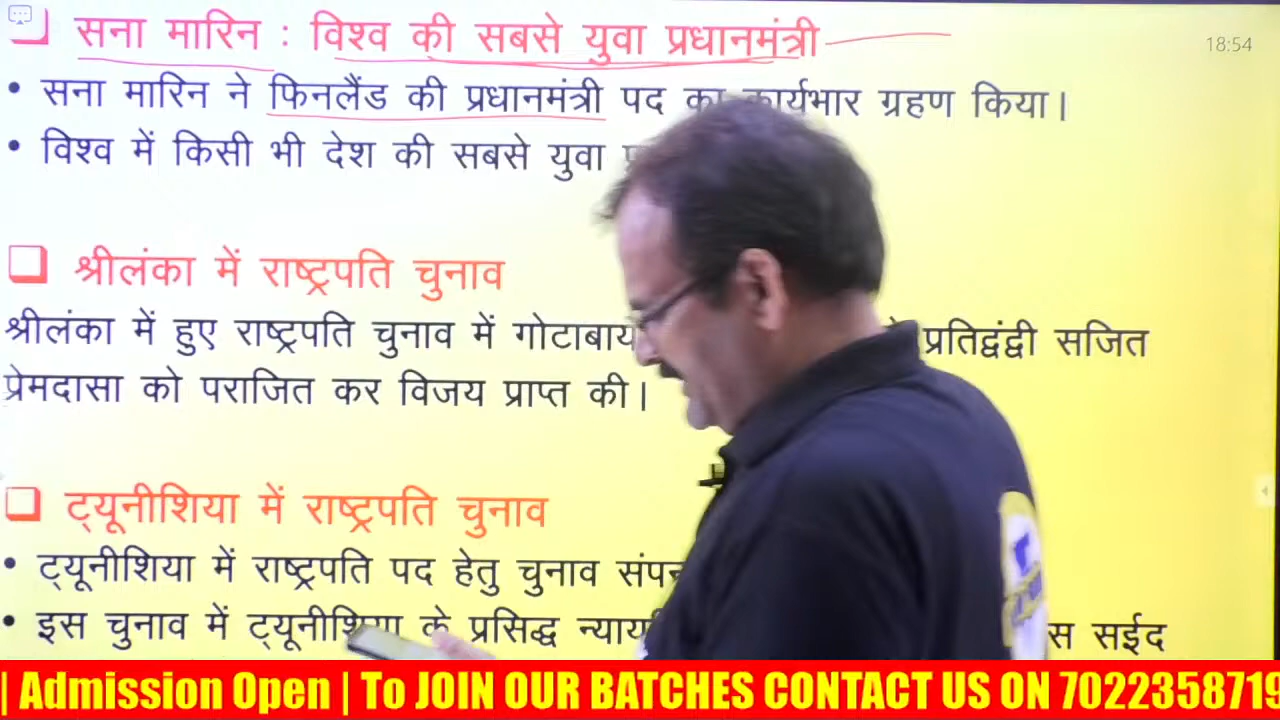 सना मारिन : विश्व की सबसे युवा प्रधानमंत्री
18:54
• सना मारिन ने फिनलैंड की प्रधानमंत्री पद का कार्यभार ग्रहण किया।
• विश्व में किसी भी देश की सबसे युवा
श्रीलंका में राष्ट्रपति चुनाव
श्रीलंका में हुए राष्ट्रपति चुनाव में गोटाबाय प्रतिद्वंद्वी सजित
प्रेमदासा को पराजित कर विजय प्राप्त की।
ट्यूनीशिया में राष्ट्रपति चुनाव
• ट्यूनीशिया में राष्ट्रपति पद हेतु चुनाव
• इस चुनाव में ट्यूनीशिया के प्रसिद्ध सईद
| Admission Open | To JOIN OUR BATCHES CONTACT US ON 7022358719